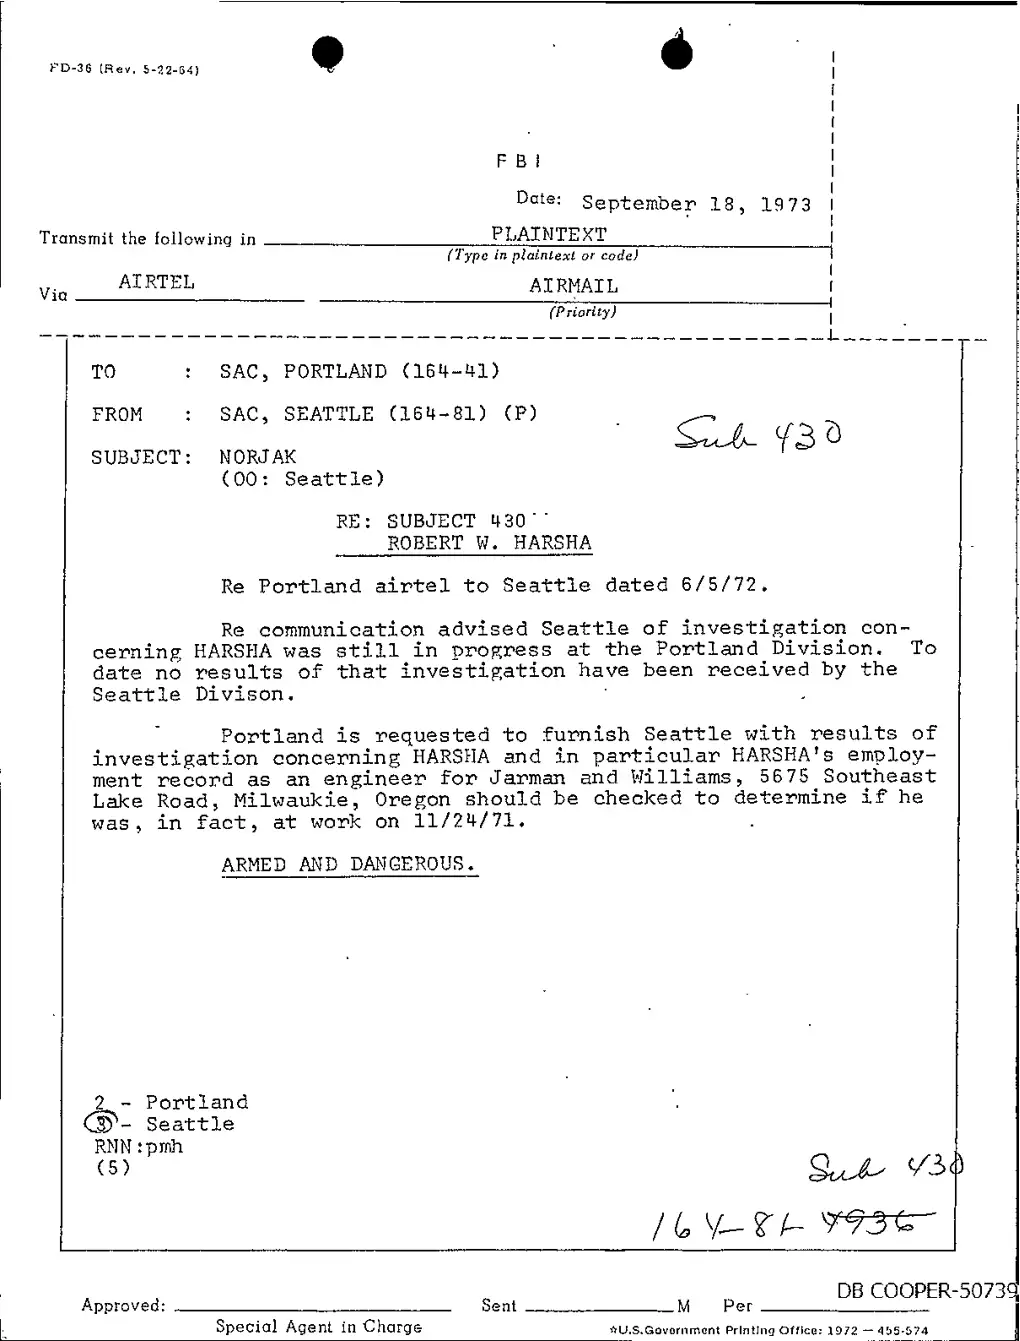 FD-36 (Rev. 5-22-64)
FBI
Date: September 18, 1973
Transmit the following in PLAINTEXT
(Type in plaintext or code)
Via AIRTEL AIRMAIL
(Priority)
TO : SAC, PORTLAND (164-41)
FROM : SAC, SEATTLE (164-81) (P)
Sub 430
SUBJECT: NORJAK
(OO: Seattle)
RE: SUBJECT 430
ROBERT W. HARSHA
Re Portland airtel to Seattle dated 6/5/72.
Re communication advised Seattle of investigation con-
cerning HARSHA was still in progress at the Portland Division. To
date no results of that investigation have been received by the
Seattle Divison.
Portland is requested to furnish Seattle with results of
investigation concerning HARSHA and in particular HARSHA's employ-
ment record as an engineer for Jarman and Williams, 5675 Southeast
Lake Road, Milwaukie, Oregon should be checked to determine if he
was, in fact, at work on 11/24/71.
ARMED AND DANGEROUS.
2 - Portland
3 - Seattle
RNN:pmh
(5)
Sub 430
164-81-4936
DB COOPER-50739
Approved: Sent M Per
Special Agent in Charge
☆U.S.Government Printing Office: 1972 — 455-574